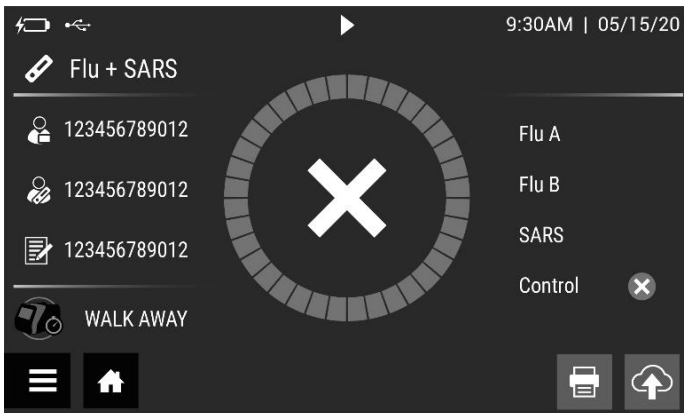 9:30AM | 05/15/20
Flu + SARS
123456789012
123456789012
123456789012
WALK AWAY
Flu A
Flu B
SARS
Control